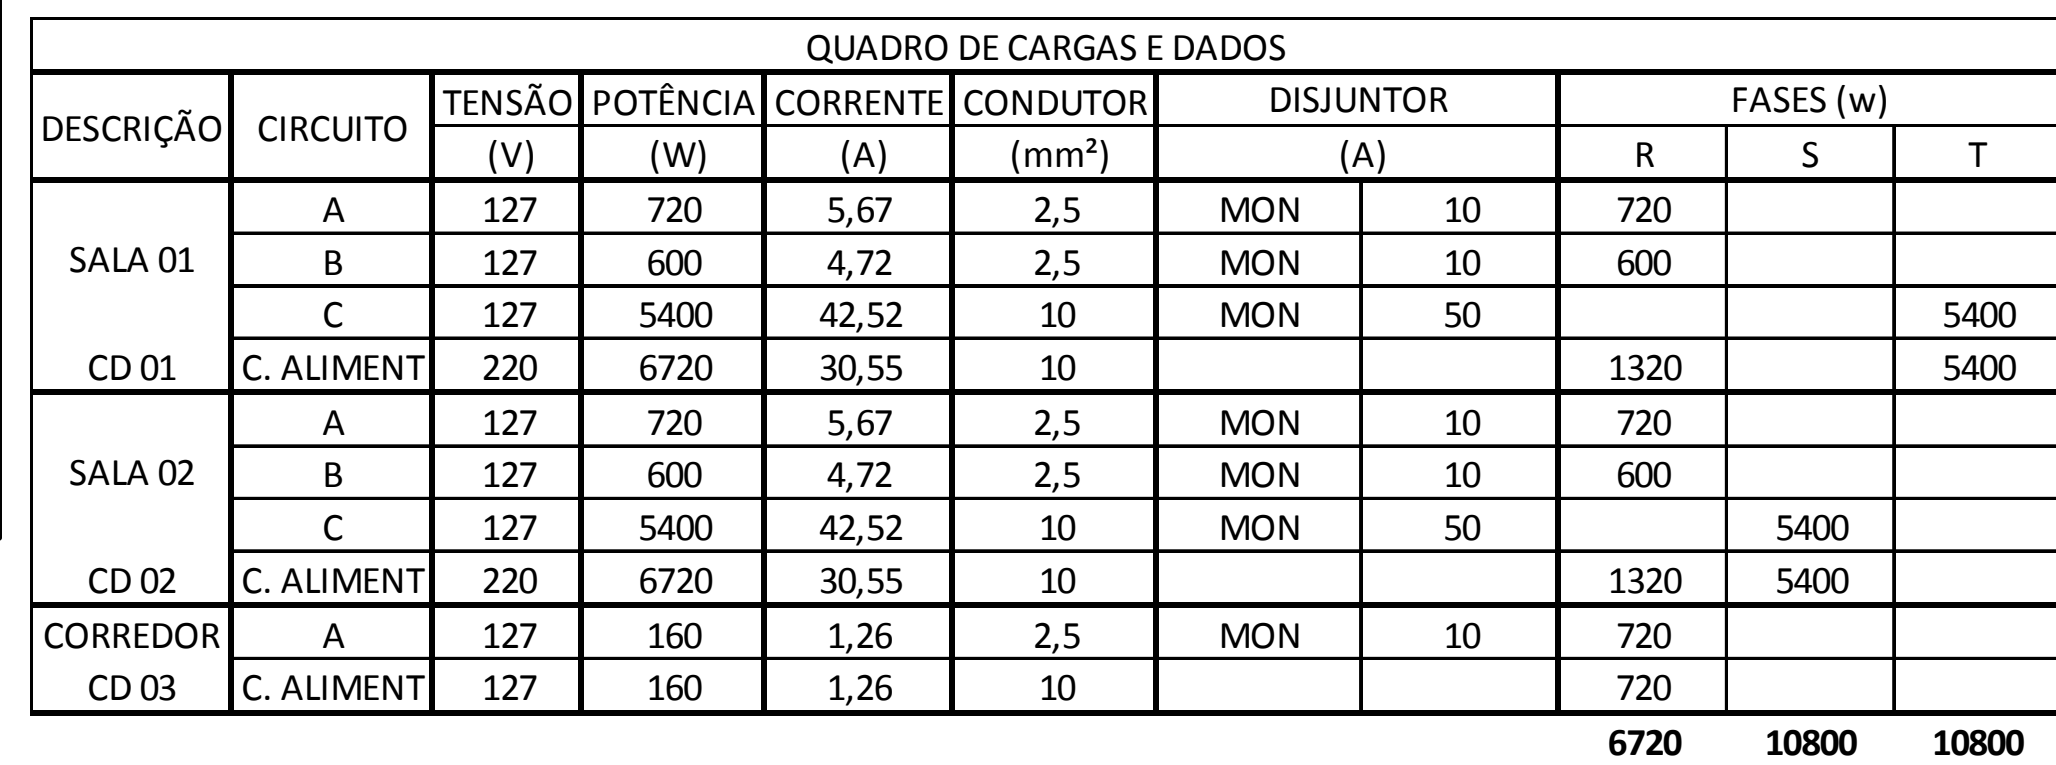 QUADRO DE CARGAS E DADOS
DESCRIÇÃO CIRCUITO TENSÃO POTÊNCIA CORRENTE CONDUTOR DISJUNTOR FASES (w)
(V) (W) (A) (mm²) (A) R S T
SALA 01 A 127 720 5,67 2,5 MON 10 720
B 127 600 4,72 2,5 MON 10 600
C 127 5400 42,52 10 MON 50 5400
CD 01 C. ALIMENT 220 6720 30,55 10 1320 5400
SALA 02 A 127 720 5,67 2,5 MON 10 720
B 127 600 4,72 2,5 MON 10 600
C 127 5400 42,52 10 MON 50 5400
CD 02 C. ALIMENT 220 6720 30,55 10 1320 5400
CORREDOR A 127 160 1,26 2,5 MON 10 720
CD 03 C. ALIMENT 127 160 1,26 10 720
6720 10800 10800